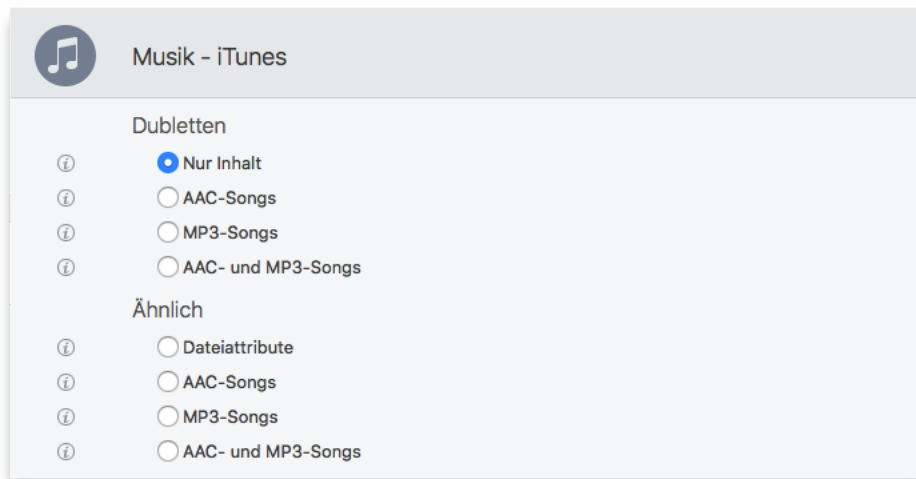 Musik - iTunes
Dubletten
Nur Inhalt
AAC-Songs
MP3-Songs
AAC- und MP3-Songs
Ähnlich
Dateiattribute
AAC-Songs
MP3-Songs
AAC- und MP3-Songs